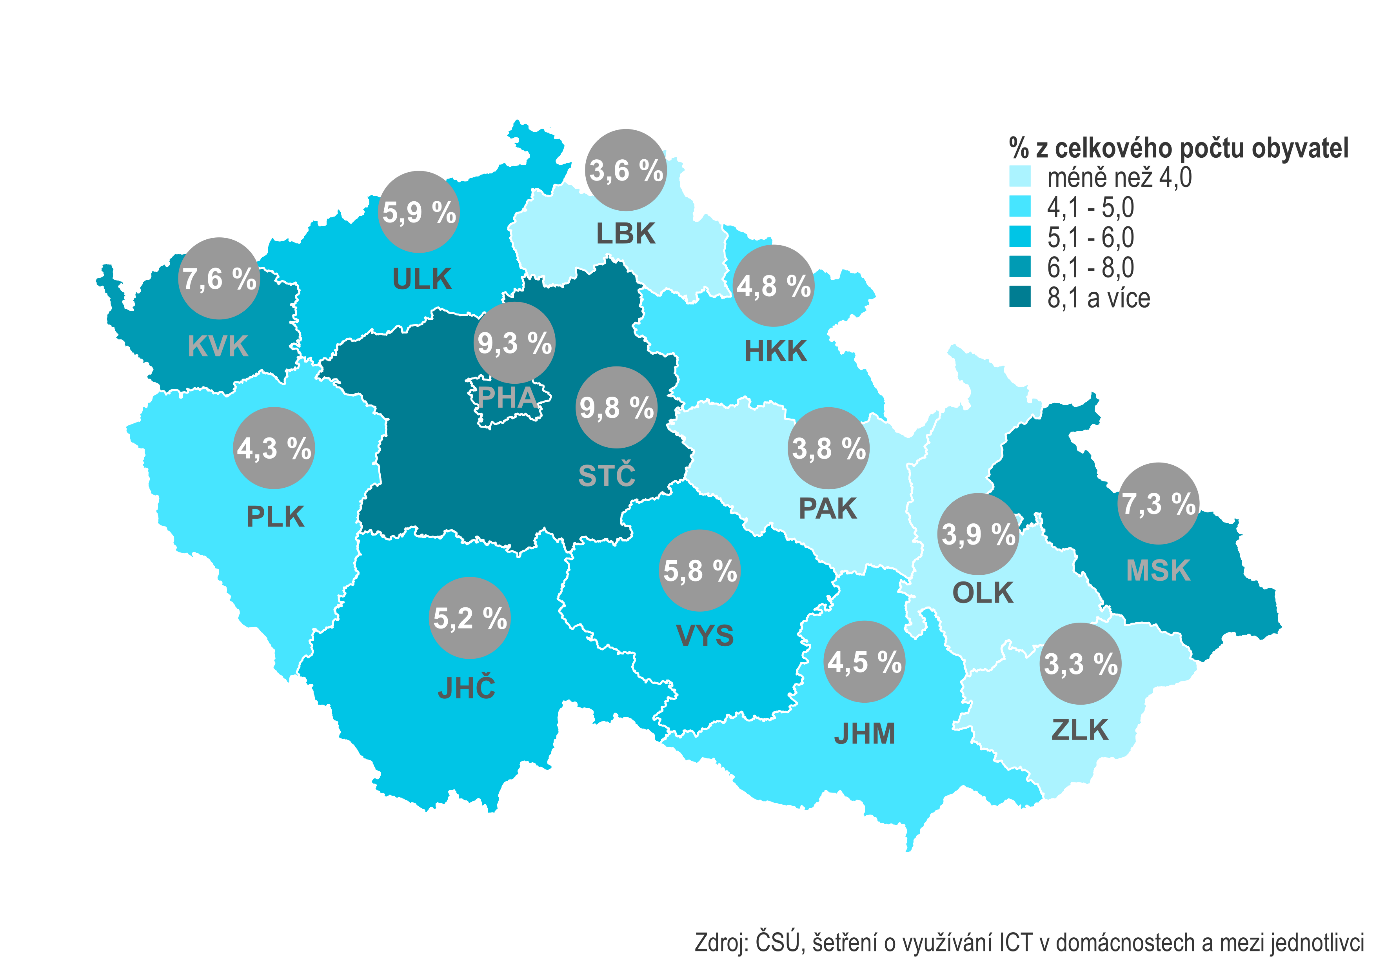 % z celkového počtu obyvatel
méně než 4,0
4,1 - 5,0
5,1 - 6,0
6,1 - 8,0
8,1 a více
3,6 %
LBK
5,9 %
ULK
7,6 %
KVK
4,8 %
HKK
9,3 %
PHA
9,8 %
STČ
4,3 %
PLK
3,8 %
PAK
7,3 %
MSK
3,9 %
OLK
5,8 %
VYS
5,2 %
JHČ
4,5 %
JHM
3,3 %
ZLK
Zdroj: ČSÚ, šetření o využívání ICT v domácnostech a mezi jednotlivci